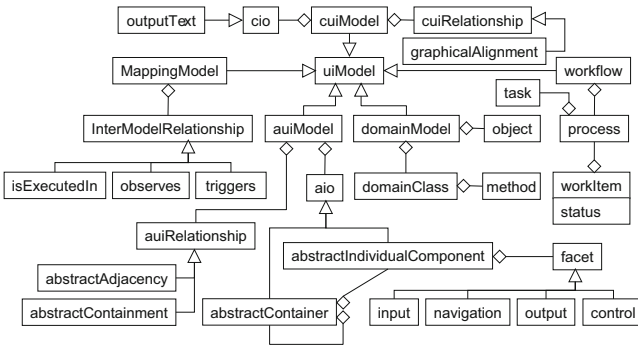 outputText
cio
cuiModel
cuiRelationship
graphicalAlignment
MappingModel
uiModel
workflow
task
InterModelRelationship
auiModel
domainModel
object
process
isExecutedIn
observes
triggers
aio
domainClass
method
workItem
status
auiRelationship
abstractIndividualComponent
facet
abstractAdjacency
abstractContainment
abstractContainer
input
navigation
output
control